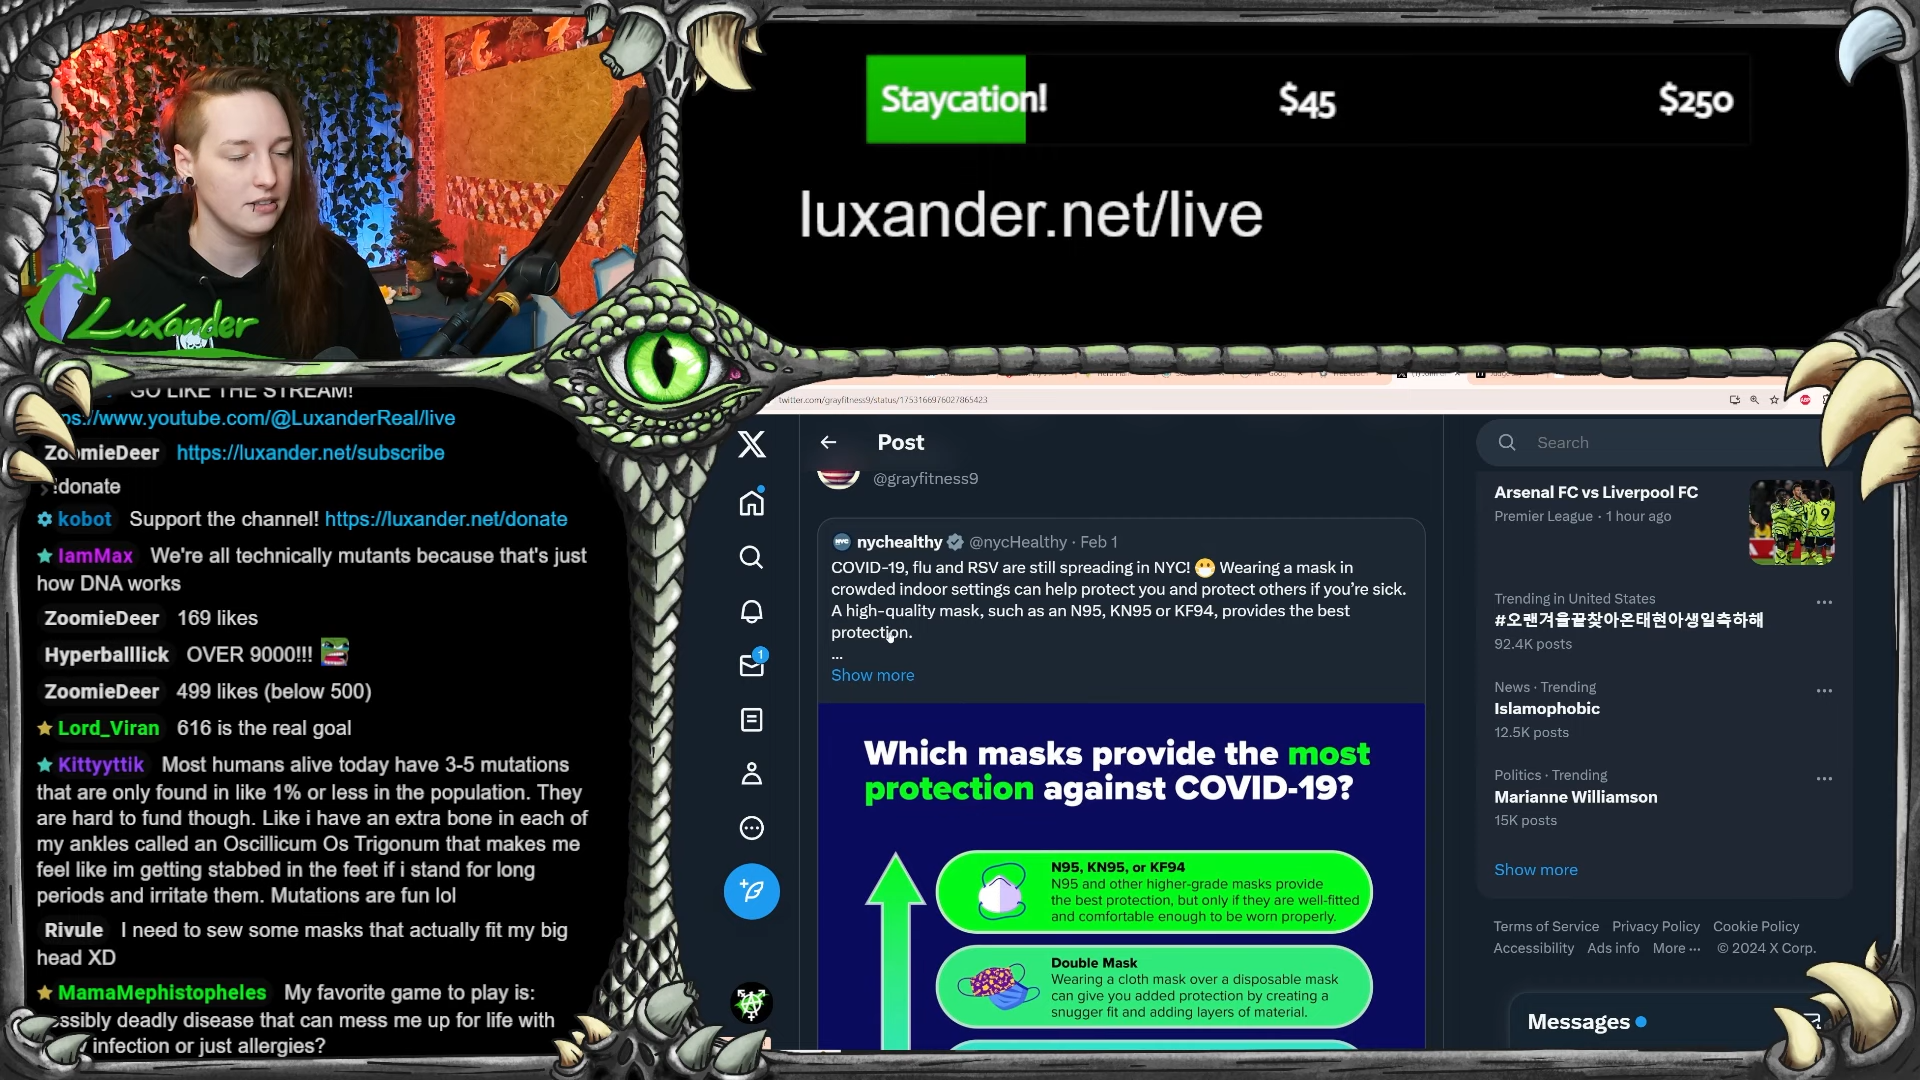 Staycation!
$45
$250
luxander.net/live
Luxander
GO LIKE THE STREAM!
ps://www.youtube.com/@LuxanderReal/live
ZoomieDeer https://luxander.net/subscribe
!donate
kobot Support the channel! https://luxander.net/donate
IamMax We're all technically mutants because that's just
how DNA works
ZoomieDeer 169 likes
Hyperballlick OVER 9000!!!
ZoomieDeer 499 likes (below 500)
Lord_Viran 616 is the real goal
Kittyyttik Most humans alive today have 3-5 mutations
that are only found in like 1% or less in the population. They
are hard to fund though. Like i have an extra bone in each of
my ankles called an Oscillicum Os Trigonum that makes me
feel like im getting stabbed in the feet if i stand for long
periods and irritate them. Mutations are fun lol
Rivule I need to sew some masks that actually fit my big
head XD
MamaMephistopheles My favorite game to play is:
ssibly deadly disease that can mess me up for life with
infection or just allergies?
twitter.com/grayfitness9/status/1753166976027865423
Post
@grayfitness9
nychealthy @nycHealthy · Feb 1
COVID-19, flu and RSV are still spreading in NYC! 😷 Wearing a mask in
crowded indoor settings can help protect you and protect others if you're sick.
A high-quality mask, such as an N95, KN95 or KF94, provides the best
protection.
...
Show more
Which masks provide the most
protection against COVID-19?
N95, KN95, or KF94
N95 and other higher-grade masks provide
the best protection, but only if they are well-fitted
and comfortable enough to be worn properly.
Double Mask
Wearing a cloth mask over a disposable mask
can give you added protection by creating a
snugger fit and adding layers of material.
1
Search
Arsenal FC vs Liverpool FC
Premier League · 1 hour ago
Trending in United States
#오랜겨울끝찾아온태현아생일축하해
92.4K posts
News · Trending
Islamophobic
12.5K posts
Politics · Trending
Marianne Williamson
15K posts
Show more
Terms of Service Privacy Policy Cookie Policy
Accessibility Ads info More ··· © 2024 X Corp.
Messages